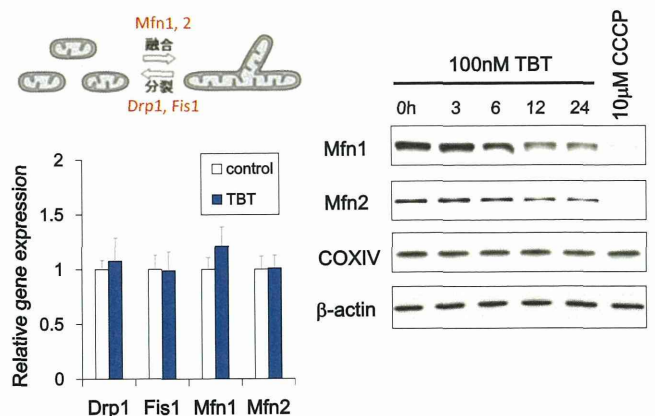 Mfn1, 2
融合
分裂
Drp1, Fis1
Relative gene expression
2
1.5
1
0.5
0
control
TBT
Drp1 Fis1 Mfn1 Mfn2
100nM TBT
10μM CCCP
0h 3 6 12 24
Mfn1
Mfn2
COXIV
β-actin